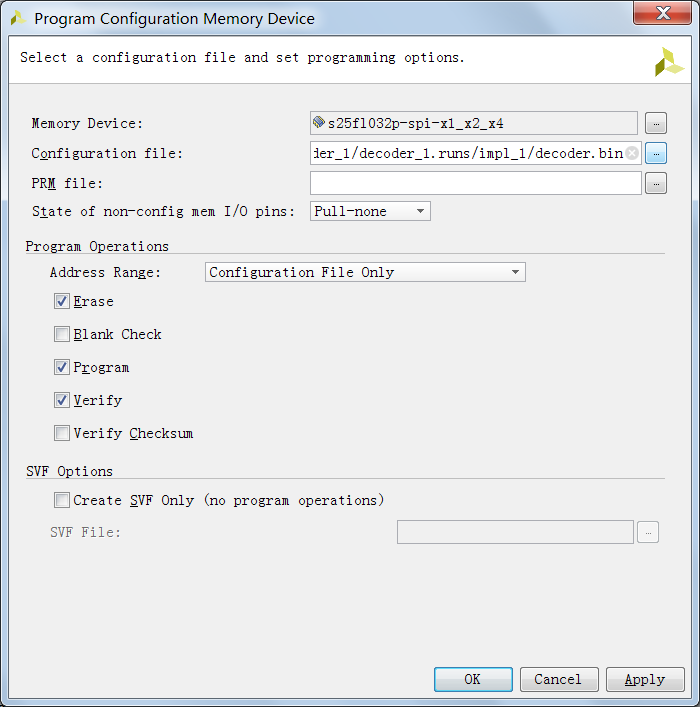 Program Configuration Memory Device
Select a configuration file and set programming options.
Memory Device: s25fl032p-spi-x1_x2_x4 ...
Configuration file: der_1/decoder_1.runs/impl_1/decoder.bin ...
PRM file: ...
State of non-config mem I/O pins: Pull-none
Program Operations
Address Range: Configuration File Only
Erase
Blank Check
Program
Verify
Verify Checksum
SVF Options
Create SVF Only (no program operations)
SVF File: ...
OK Cancel Apply